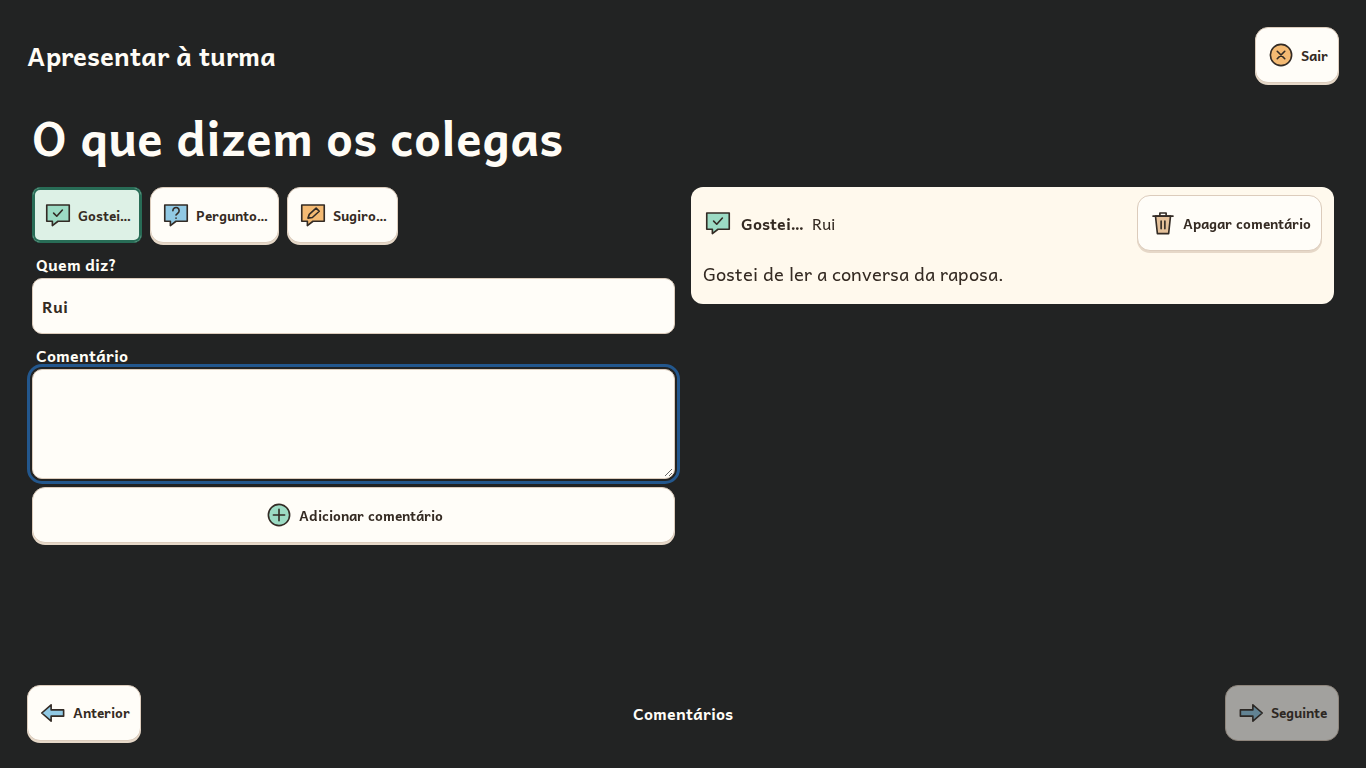 Apresentar à turma
Sair
O que dizem os colegas
Gostei...
Pergunto...
Sugiro...
Quem diz?
Rui
Comentário
Adicionar comentário
Gostei... Rui
Apagar comentário
Gostei de ler a conversa da raposa.
Anterior
Comentários
Seguinte